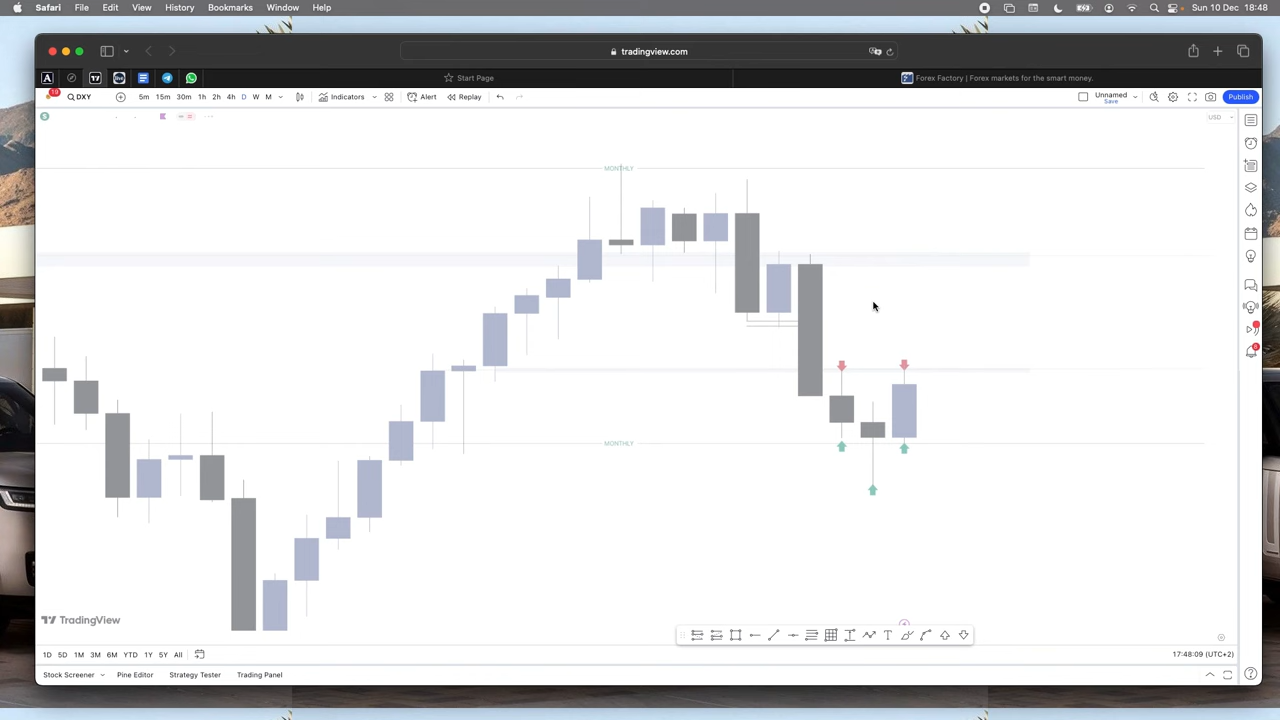 Safari File Edit View History Bookmarks Window Help Sun 10 Dec 18:48
tradingview.com
Start Page Forex Factory | Forex markets for the smart money.
DXY 5m 15m 30m 1h 2h 4h D W M Indicators Alert Replay Unnamed Save Publish
USD
MONTHLY
MONTHLY
TradingView
1D 5D 1M 3M 6M YTD 1Y 5Y All 17:48:09 (UTC+2)
Stock Screener Pine Editor Strategy Tester Trading Panel